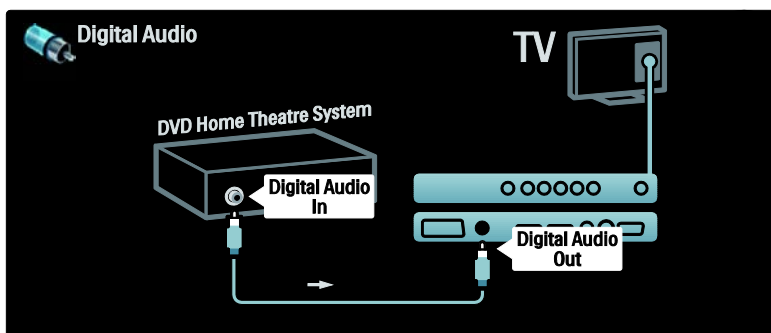 Digital Audio
TV
DVD Home Theatre System
Digital Audio
In
Digital Audio
Out